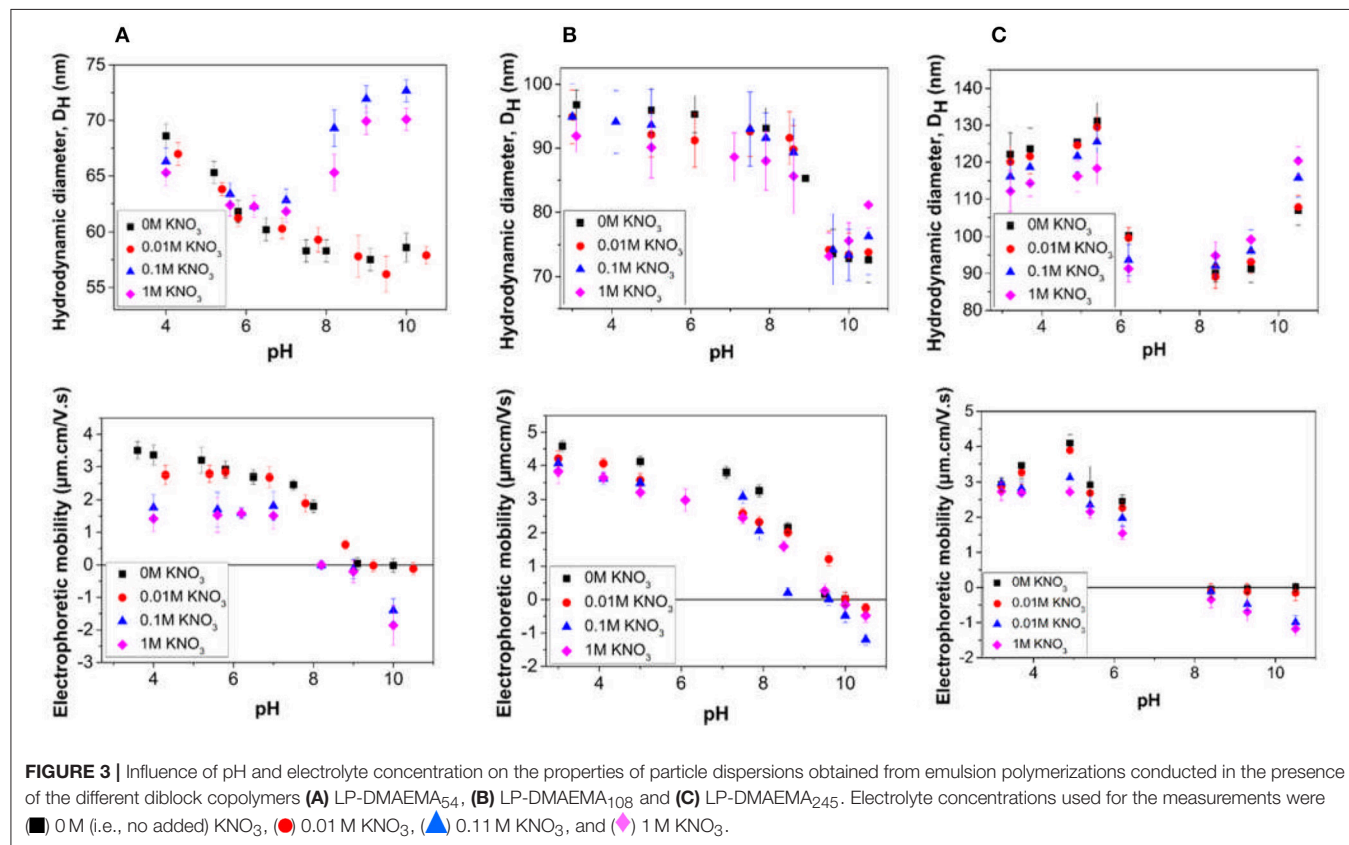 A
B
C
Hydrodynamic diameter, D_H (nm)
75
70
65
60
55
0M KNO₃
0.01M KNO₃
0.1M KNO₃
1M KNO₃
4 6 8 10
pH
Hydrodynamic diameter, D_H (nm)
100
90
80
70
0M KNO₃
0.01M KNO₃
0.1M KNO₃
1M KNO₃
4 6 8 10
pH
Hydrodynamic diameter, D_H (nm)
140
130
120
110
100
90
80
0M KNO₃
0.01M KNO₃
0.1M KNO₃
1M KNO₃
4 6 8 10
pH
Electrophoretic mobility (µm.cm/V.s)
5
4
3
2
1
0
-1
-2
-3
0M KNO₃
0.01M KNO₃
0.1M KNO₃
1M KNO₃
4 6 8 10
pH
Electrophoretic mobility (µmcm/Vs)
6
5
4
3
2
1
0
-1
-2
0M KNO₃
0.01M KNO₃
0.1M KNO₃
1M KNO₃
4 6 8 10
pH
Electrophoretic mobility (µm.cm/V.s)
5
4
3
2
1
0
-1
-2
0M KNO₃
0.01M KNO₃
0.01M KNO₃
1M KNO₃
4 6 8 10
pH
FIGURE 3 | Influence of pH and electrolyte concentration on the properties of particle dispersions obtained from emulsion polymerizations conducted in the presence
of the different diblock copolymers (A) LP-DMAEMA₅₄, (B) LP-DMAEMA₁₀₈ and (C) LP-DMAEMA₂₄₅. Electrolyte concentrations used for the measurements were
(■) 0 M (i.e., no added) KNO₃, (●) 0.01 M KNO₃, (▲) 0.11 M KNO₃, and (♦) 1 M KNO₃.